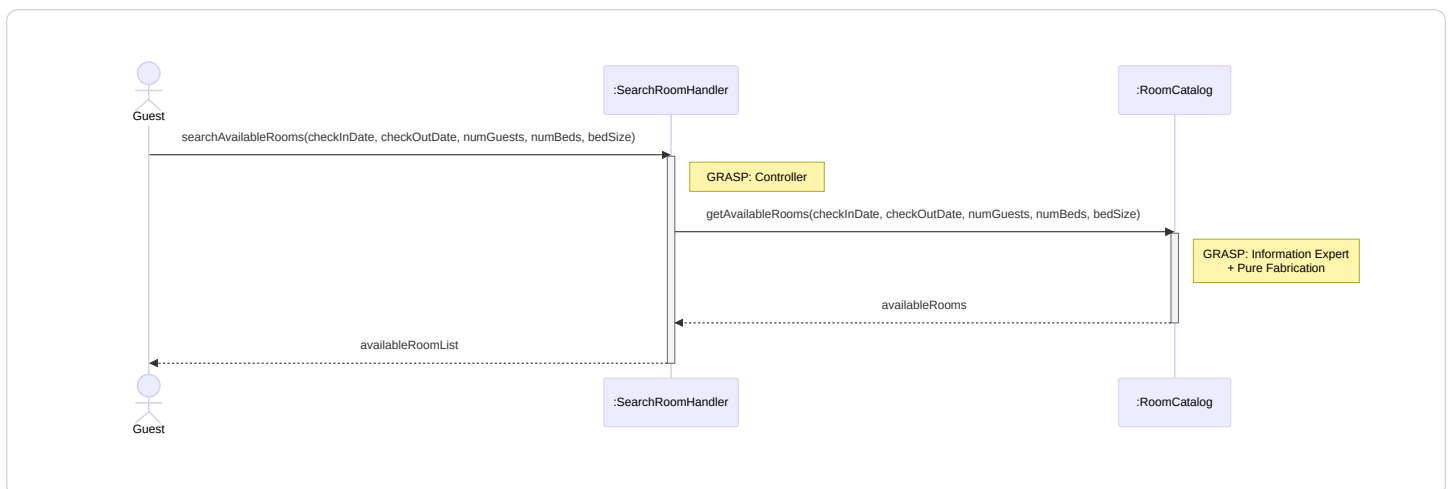 :SearchRoomHandler
:RoomCatalog
Guest
searchAvailableRooms(checkInDate, checkOutDate, numGuests, numBeds, bedSize)
GRASP: Controller
getAvailableRooms(checkInDate, checkOutDate, numGuests, numBeds, bedSize)
GRASP: Information Expert
+ Pure Fabrication
availableRooms
availableRoomList
:SearchRoomHandler
:RoomCatalog
Guest